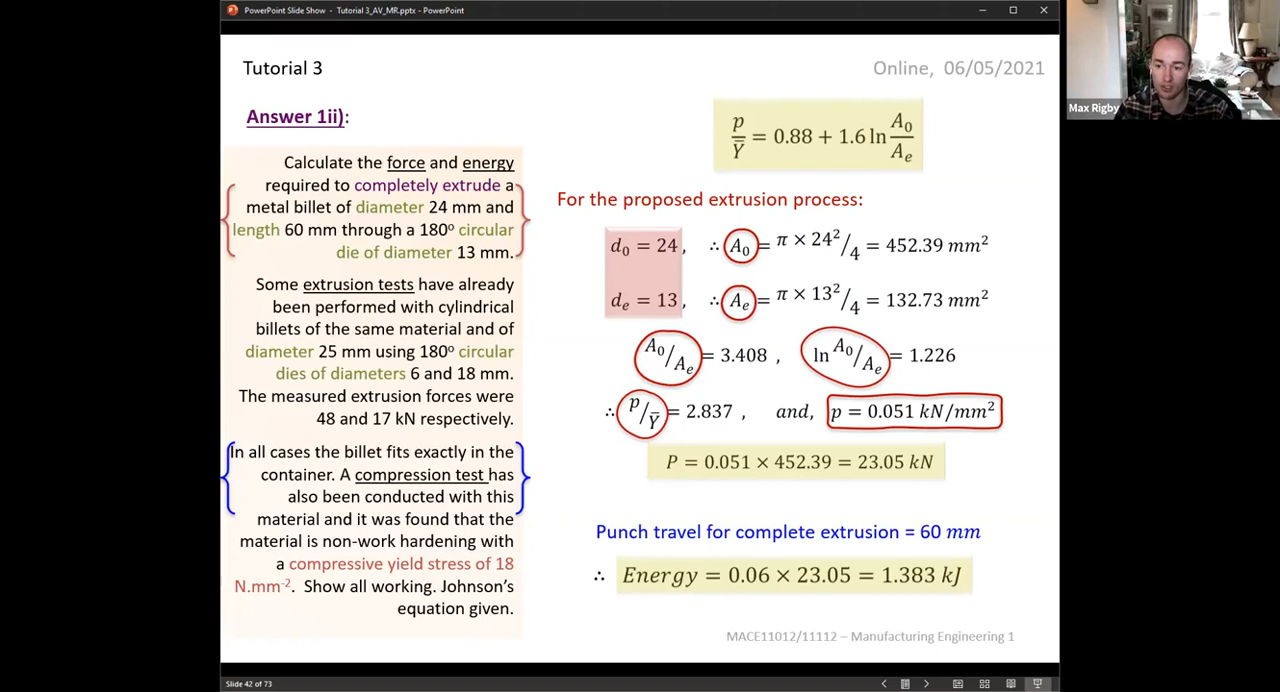 PowerPoint Slide Show - Tutorial 3_AV_MR.pptx - PowerPoint
Tutorial 3
Online, 06/05/2021
Max Rigby
Answer 1ii):
Calculate the force and energy
required to completely extrude a
metal billet of diameter 24 mm and
length 60 mm through a 180º circular
die of diameter 13 mm.
Some extrusion tests have already
been performed with cylindrical
billets of the same material and of
diameter 25 mm using 180º circular
dies of diameters 6 and 18 mm.
The measured extrusion forces were
48 and 17 kN respectively.
In all cases the billet fits exactly in the
container. A compression test has
also been conducted with this
material and it was found that the
material is non-work hardening with
a compressive yield stress of 18
N.mm⁻². Show all working. Johnson's
equation given.
p/Y̿ = 0.88 + 1.6 ln A₀/Aₑ
For the proposed extrusion process:
d₀ = 24, ∴ A₀ = π × 24²/4 = 452.39 mm²
dₑ = 13, ∴ Aₑ = π × 13²/4 = 132.73 mm²
A₀/Aₑ = 3.408 , ln A₀/Aₑ = 1.226
∴ p/Y̿ = 2.837 , and, p = 0.051 kN/mm²
P = 0.051 × 452.39 = 23.05 kN
Punch travel for complete extrusion = 60 mm
∴ Energy = 0.06 × 23.05 = 1.383 kJ
MACE11012/11112 – Manufacturing Engineering 1
Slide 42 of 73